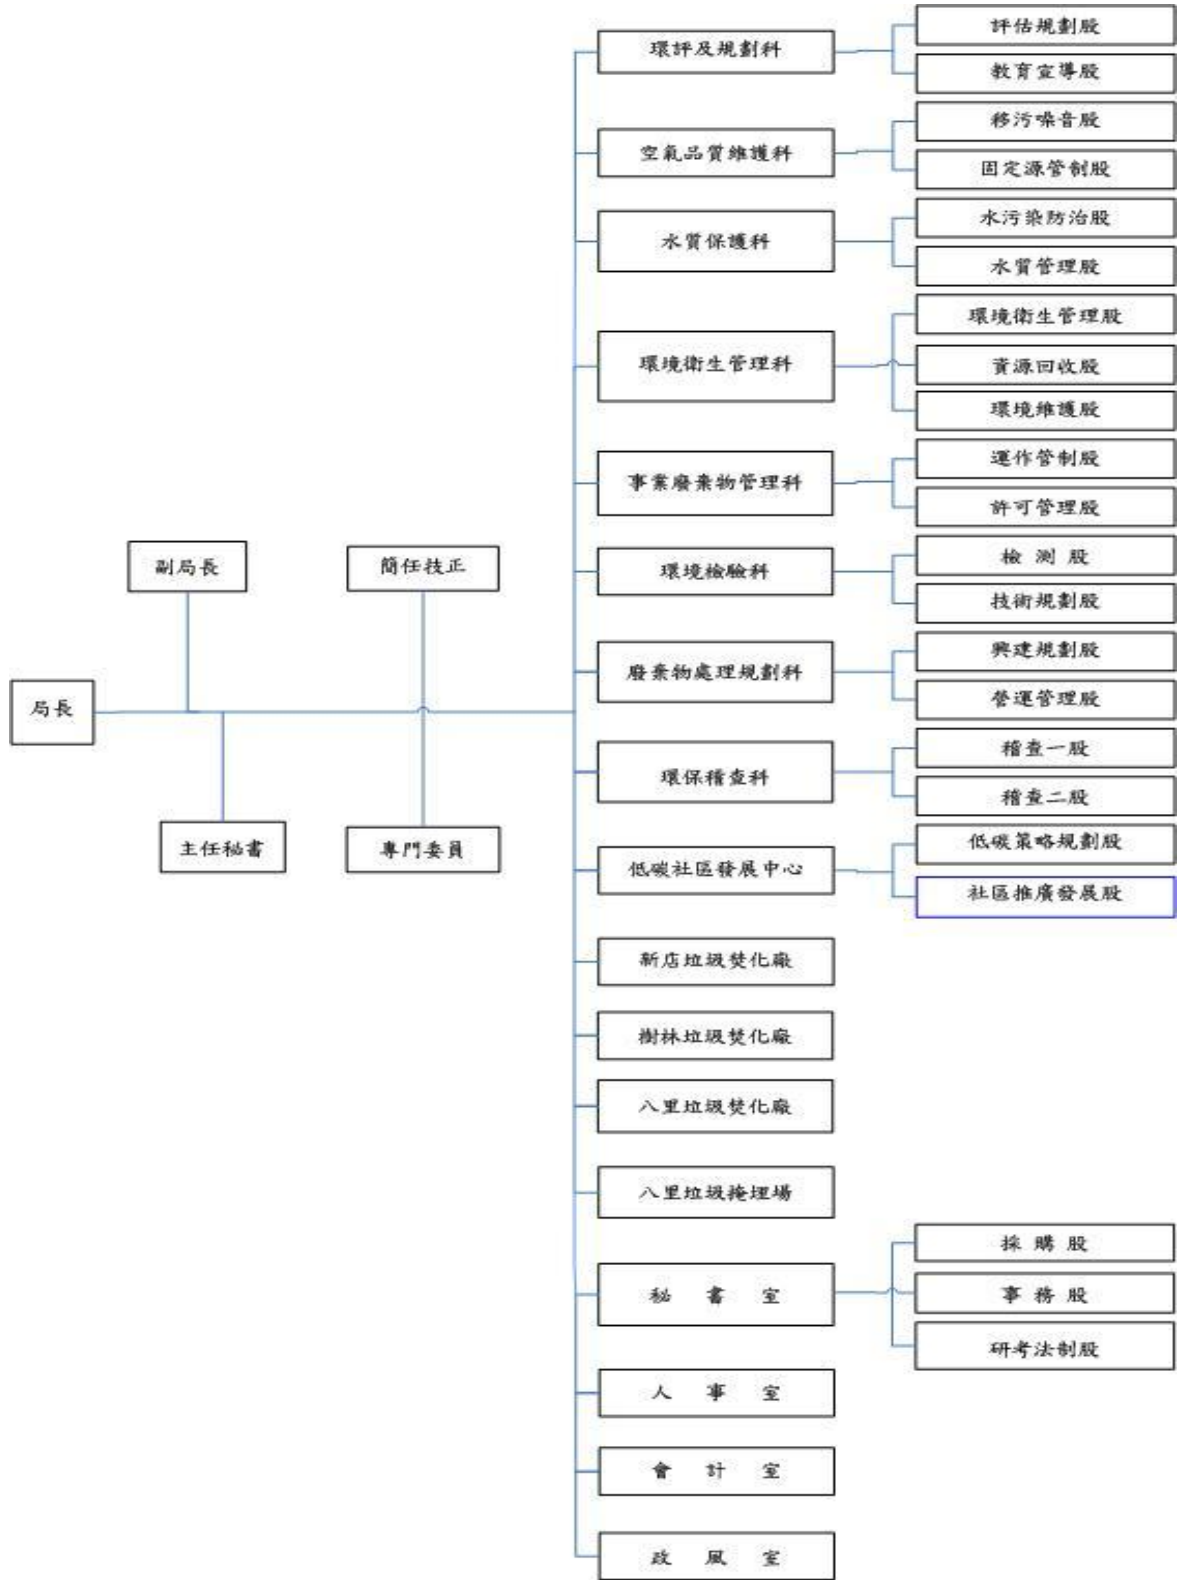 局長
副局長
主任秘書
簡任技正
專門委員
環評及規劃科
評估規劃股
教育宣導股
空氣品質維護科
移污噪音股
固定源管制股
水質保護科
水污染防治股
水質管理股
環境衛生管理科
環境衛生管理股
資源回收股
環境維護股
事業廢棄物管理科
運作管制股
許可管理股
環境檢驗科
檢 測 股
技術規劃股
廢棄物處理規劃科
興建規劃股
營運管理股
環保稽查科
稽查一股
稽查二股
低碳社區發展中心
低碳策略規劃股
社區推廣發展股
新店垃圾焚化廠
樹林垃圾焚化廠
八里垃圾焚化廠
八里垃圾掩埋場
秘 書 室
採 購 股
事 務 股
研考法制股
人 事 室
會 計 室
政 風 室